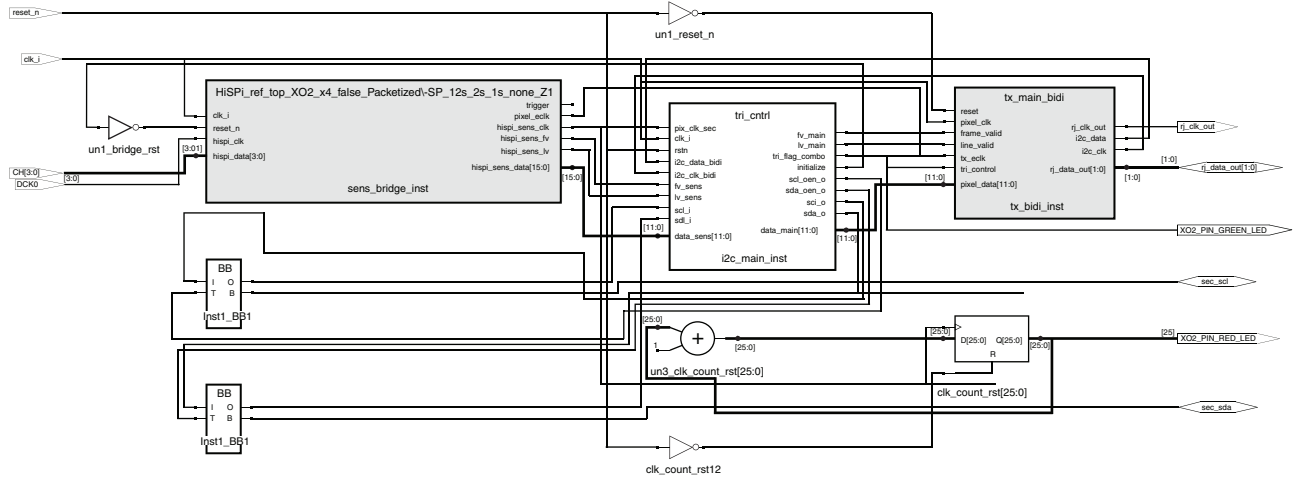 reset_n
un1_reset_n
clk_i
HiSPi_ref_top_XO2_x4_false_Packetized\-SP_12s_2s_1s_none_Z1
trigger
pixel_eclk
clk_i
reset_n
hispi_clk
hispi_data[3:0]
hispi_sens_clk
hispi_sens_fv
hispi_sens_lv
hispi_sens_data[15:0]
sens_bridge_inst
un1_bridge_rst
[3:01]
CH[3:0]
DCK0
[3:0]
[15:0]
tri_cntrl
pix_clk_sec
clk_i
rstn
i2c_data_bidi
i2c_clk_bidi
fv_sens
lv_sens
scl_i
sdl_i
data_sens[11:0]
fv_main
lv_main
tri_flag_combo
initialize
scl_oen_o
sda_oen_o
sci_o
sda_o
data_main[11:0]
i2c_main_inst
[11:0]
[11:0]
[11:0]
tx_main_bidi
reset
pixel_clk
frame_valid
line_valid
tx_eclk
tri_control
pixel_data[11:0]
rj_clk_out
i2c_data
i2c_clk
rj_data_out[1:0]
tx_bidi_inst
rj_clk_out
[1:0]
[1:0]
rj_data_out[1:0]
XO2_PIN_GREEN_LED
BB
I O
T B
Inst1_BB1
sec_scl
[25:0]
1
+
[25:0]
un3_clk_count_rst[25:0]
[25:0]
D[25:0] Q[25:0]
R
[25:0]
clk_count_rst[25:0]
[25]
XO2_PIN_RED_LED
BB
I O
T B
Inst1_BB1
sec_sda
clk_count_rst12